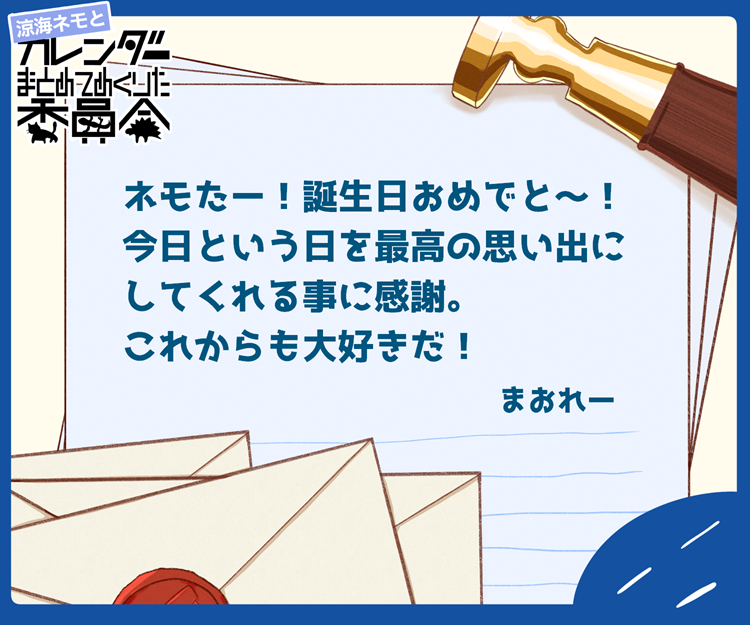 涼海ネモと
カレンダー
まとめてめくりた
委員会
ネモたー！誕生日おめでと〜！
今日という日を最高の思い出に
してくれる事に感謝。
これからも大好きだ！
まおれー